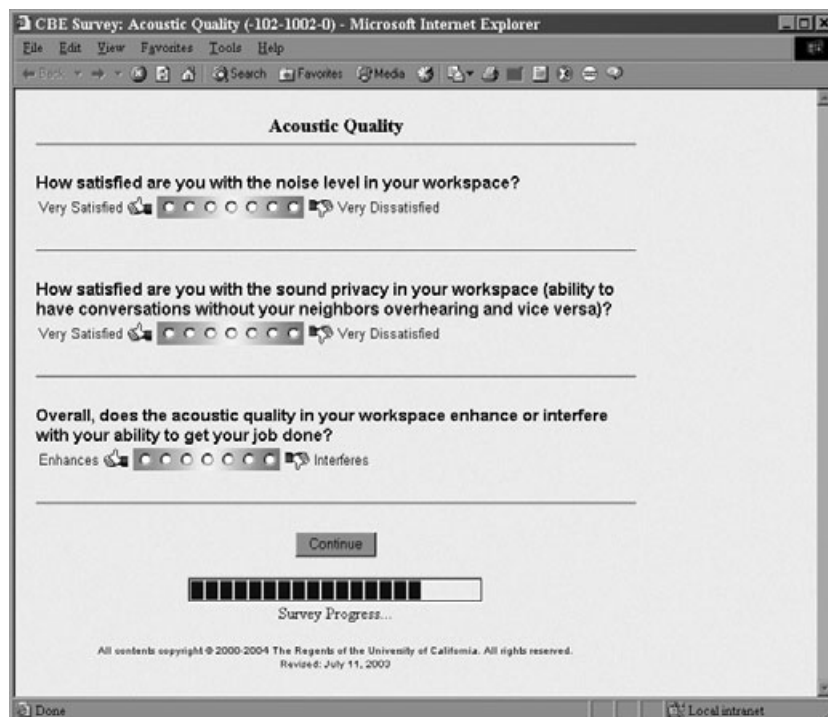 CBE Survey: Acoustic Quality (-102-1002-0) - Microsoft Internet Explorer
File Edit View Favorites Tools Help
Back Search Favorites Media
Acoustic Quality
How satisfied are you with the noise level in your workspace?
Very Satisfied Very Dissatisfied
How satisfied are you with the sound privacy in your workspace (ability to
have conversations without your neighbors overhearing and vice versa)?
Very Satisfied Very Dissatisfied
Overall, does the acoustic quality in your workspace enhance or interfere
with your ability to get your job done?
Enhances Interferes
Continue
Survey Progress...
All contents copyright © 2000-2004 The Regents of the University of California. All rights reserved.
Revised: July 11, 2003
Done Local intranet